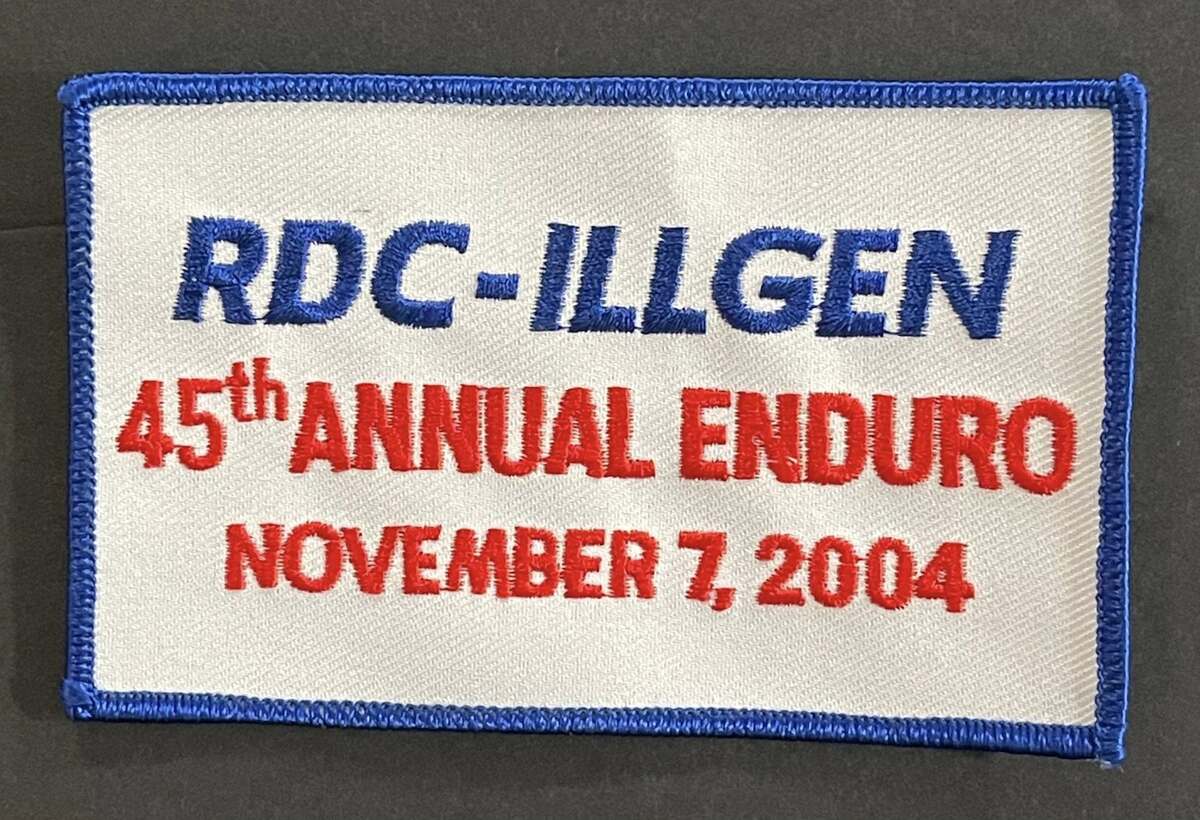 RDC-ILLGEN
45th ANNUAL ENDURO
NOVEMBER 7, 2004